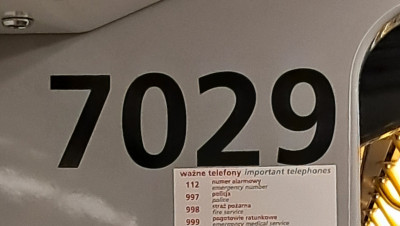 7029
ważne telefony important telephones
112 numer alarmowy
emergency number
997 policja
police
998 straż pożarna
fire service
999 pogotowie ratunkowe
emergency medical service